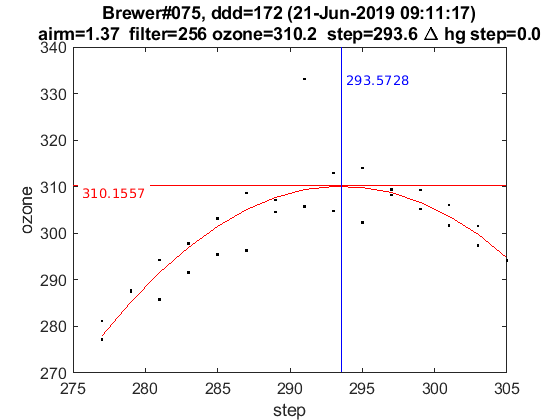 Brewer#075, ddd=172 (21-Jun-2019 09:11:17)
airm=1.37 filter=256 ozone=310.2 step=293.6 Δ hg step=0.0
340
330
320
310
300
290
280
270
293.5728
310.1557
ozone
275 280 285 290 295 300 305
step